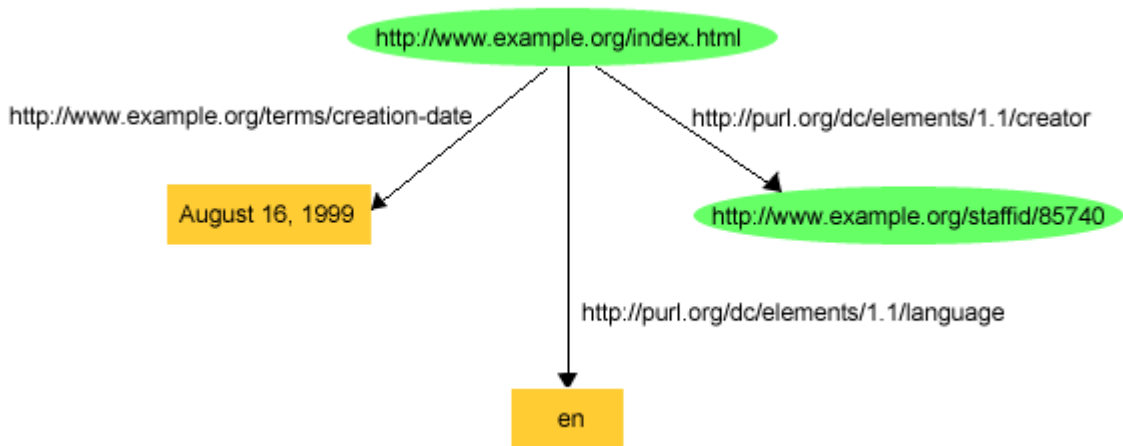 http://www.example.org/index.html
http://www.example.org/terms/creation-date
http://purl.org/dc/elements/1.1/creator
August 16, 1999
http://www.example.org/staffid/85740
http://purl.org/dc/elements/1.1/language
en